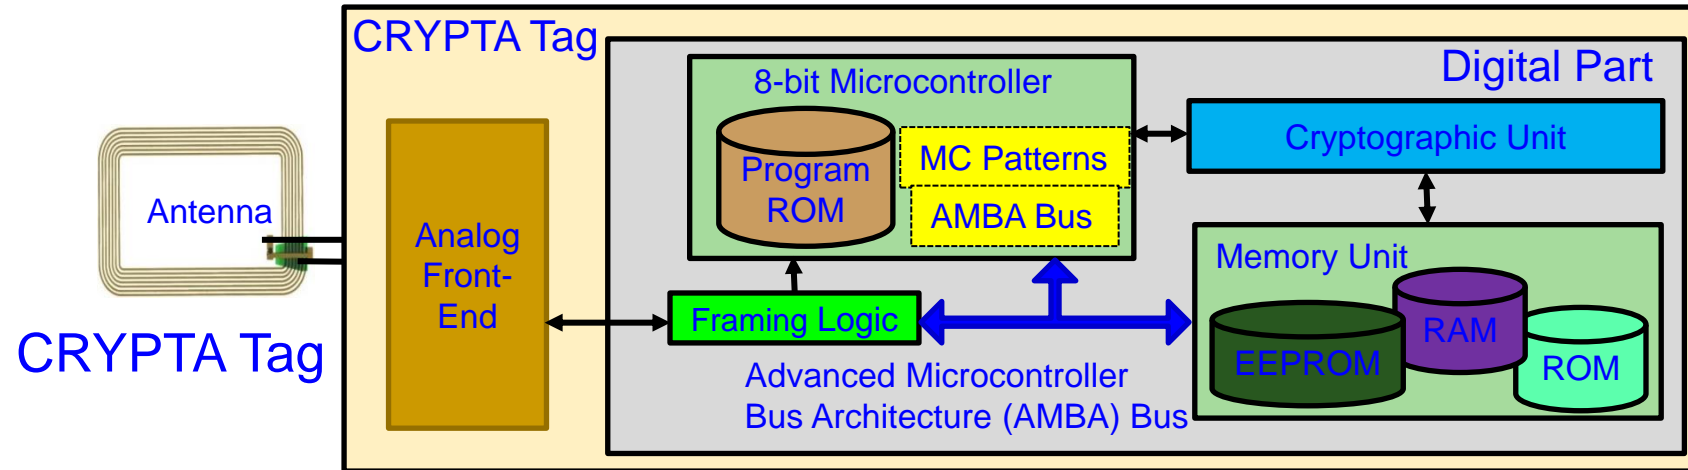 CRYPTA Tag
Digital Part
8-bit Microcontroller
Program
ROM
MC Patterns
AMBA Bus
Cryptographic Unit
Antenna
Analog
Front-
End
Framing Logic
Memory Unit
EEPROM
RAM
ROM
CRYPTA Tag
Advanced Microcontroller
Bus Architecture (AMBA) Bus